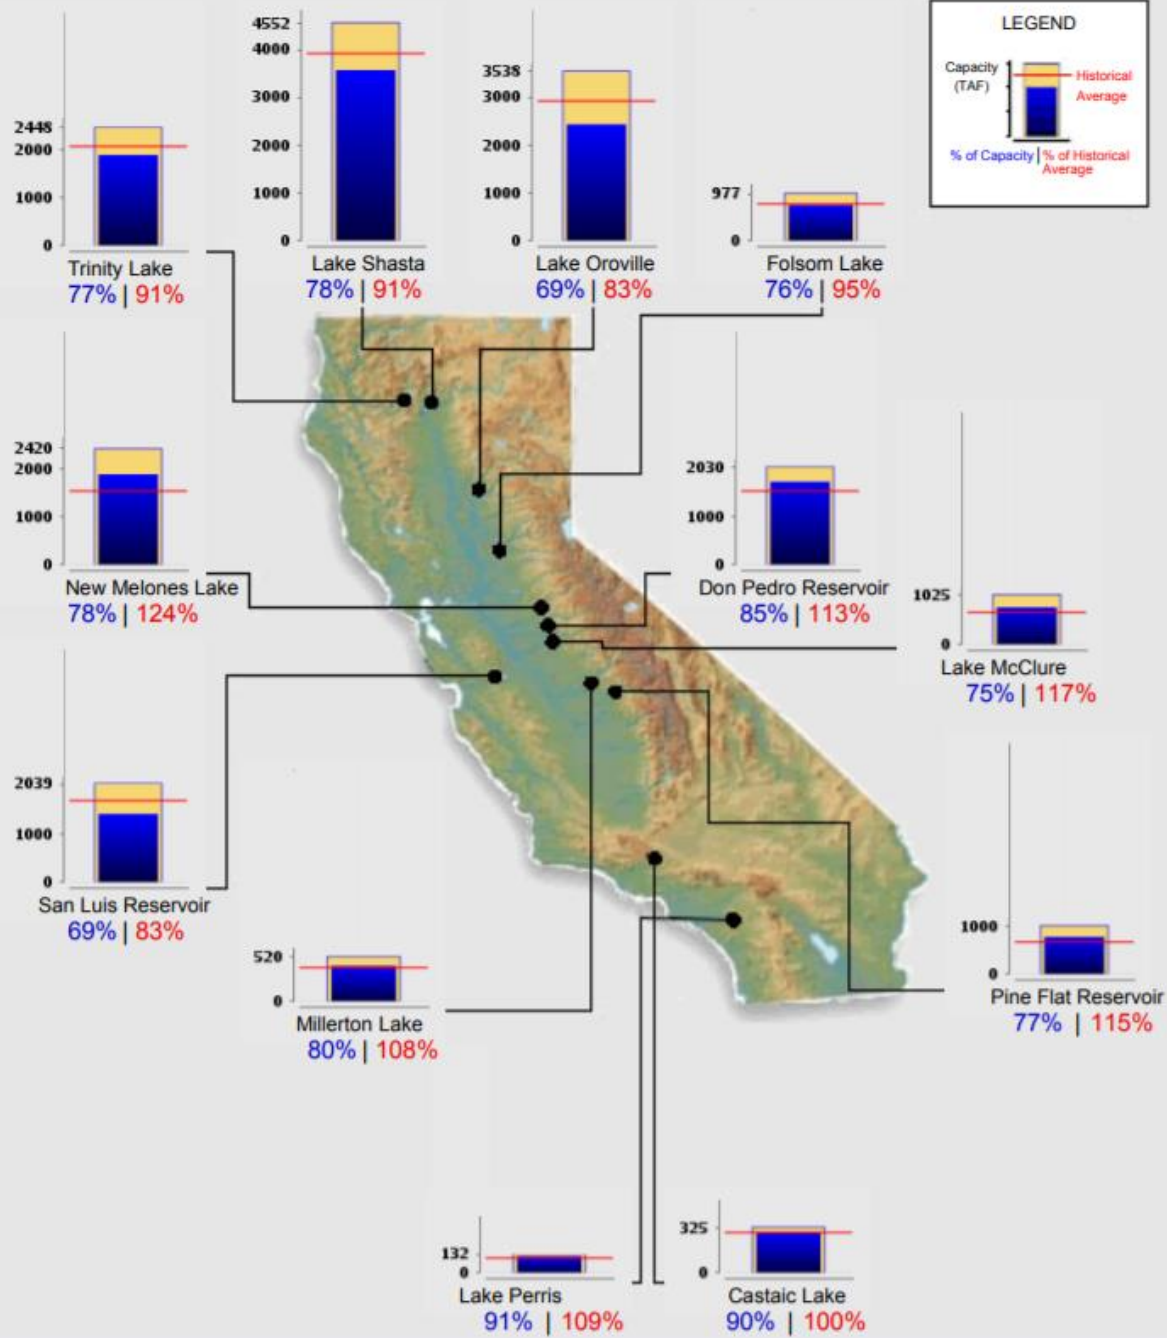 LEGEND
Capacity
(TAF)
Historical
Average
% of Capacity | % of Historical
Average
2448
2000
1000
0
Trinity Lake
77% | 91%
4552
4000
3000
2000
1000
0
Lake Shasta
78% | 91%
3538
3000
2000
1000
0
Lake Oroville
69% | 83%
977
0
Folsom Lake
76% | 95%
2420
2000
1000
0
New Melones Lake
78% | 124%
2030
1000
0
Don Pedro Reservoir
85% | 113%
1025
0
Lake McClure
75% | 117%
2039
1000
0
San Luis Reservoir
69% | 83%
520
0
Millerton Lake
80% | 108%
1000
0
Pine Flat Reservoir
77% | 115%
132
0
Lake Perris
91% | 109%
325
0
Castaic Lake
90% | 100%